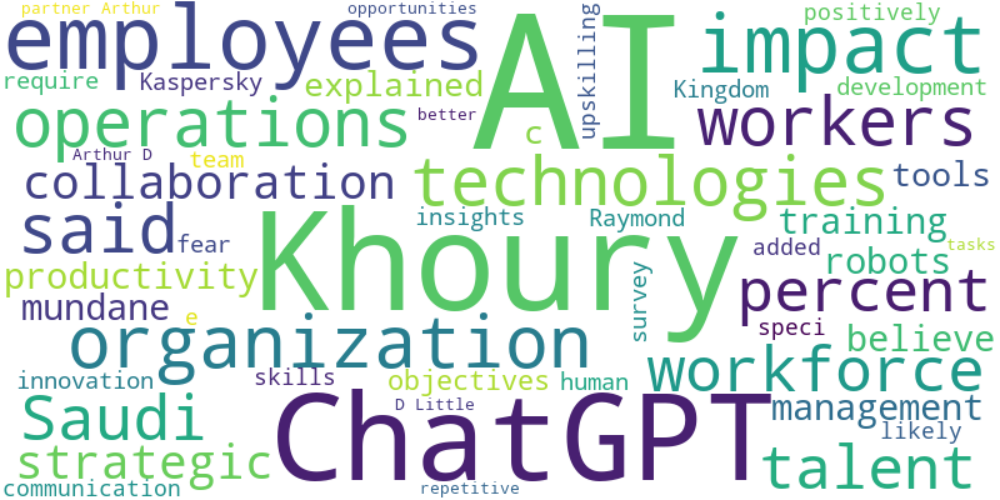 partner Arthur
opportunities
employees
AI
upskilling
positively
impact
require
Kaspersky
explained
Kingdom
development
operations
better
c
workers
Arthur D
team
collaboration
technologies
tools
said
fear
insights
Raymond
training
added
tasks
productivity
Khoury
robots
mundane
e
survey
percent
organization
speci
believe
innovation
skills
objectives
human
workforce
Saudi
ChatGPT
D Little
management
likely
strategic
talent
communication
repetitive